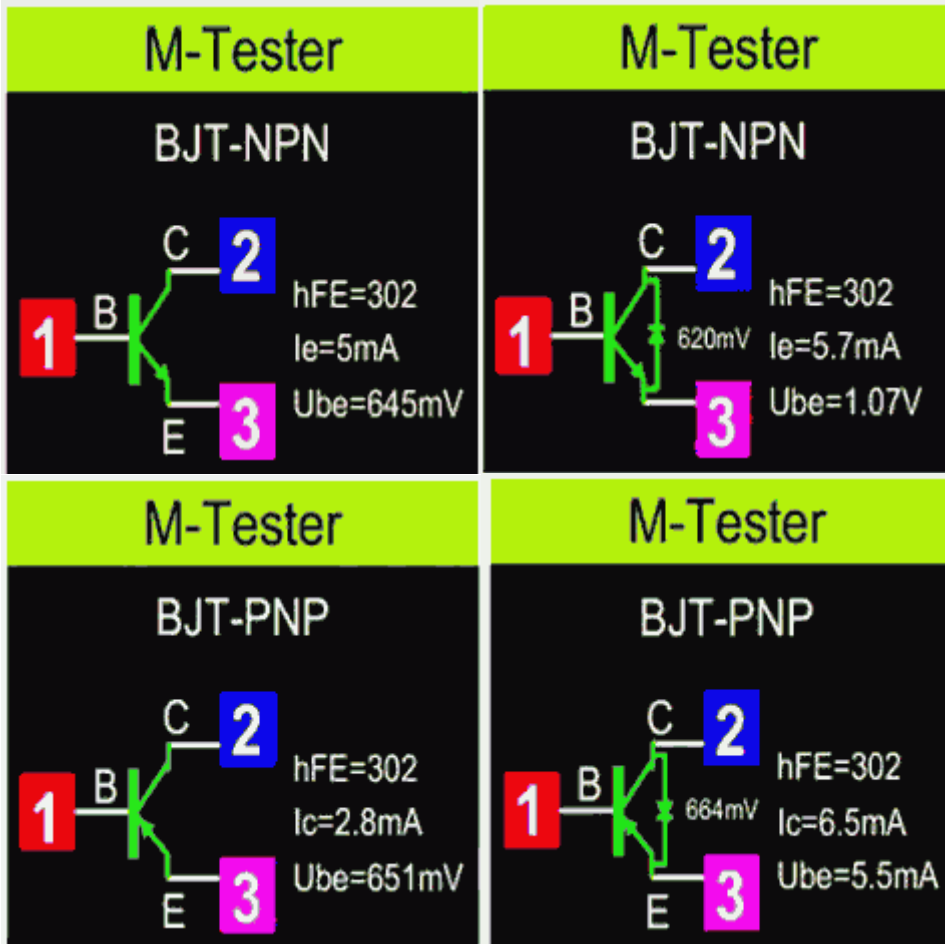 M-Tester
BJT-NPN
C 2
hFE=302
1 B
Ie=5mA
Ube=645mV
3
E
M-Tester
BJT-NPN
C 2
hFE=302
1 B
620mV
Ie=5.7mA
Ube=1.07V
3
M-Tester
BJT-PNP
C 2
hFE=302
1 B
Ic=2.8mA
Ube=651mV
E 3
M-Tester
BJT-PNP
C 2
hFE=302
1 B
664mV
Ic=6.5mA
Ube=5.5mA
E 3